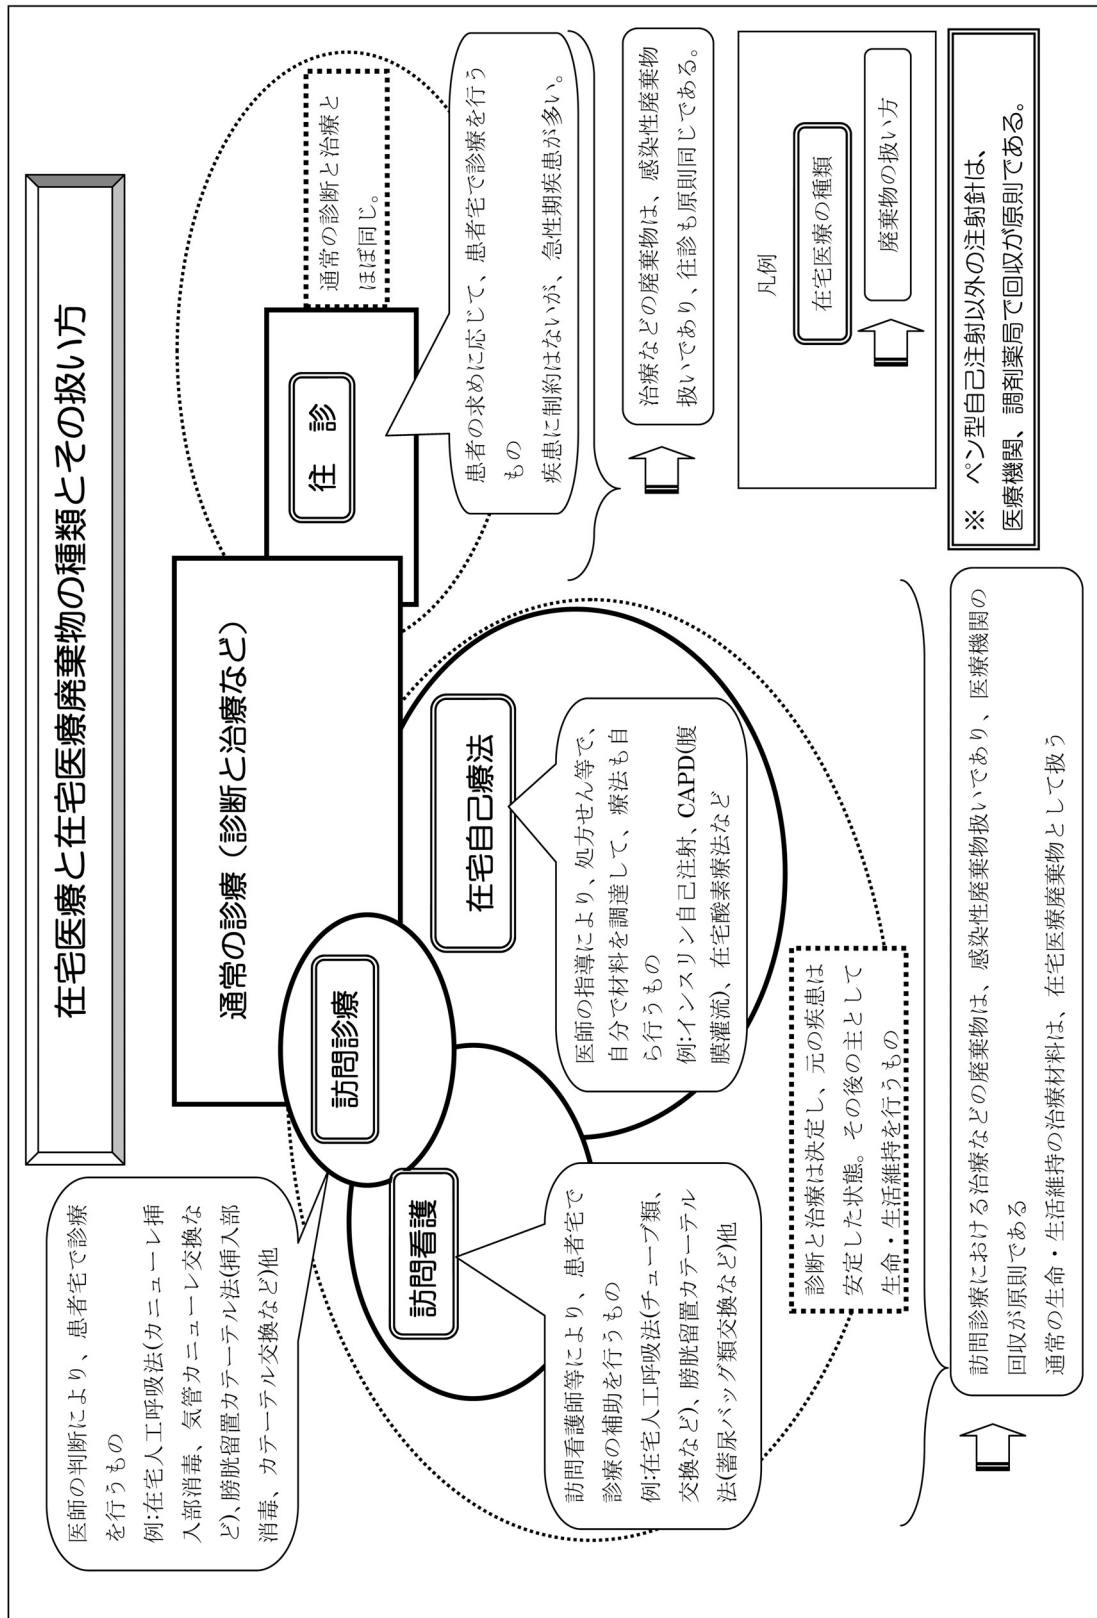 在宅医療と在宅医療廃棄物の種類とその扱い方
医師の判断により、患者宅で診療
を行うもの
例:在宅人工呼吸法(カニューレ挿
入部消毒、気管カニューレ交換な
ど)、膀胱留置カテーテル法(挿入部
消毒、カテーテル交換など)他
通常の診療（診断と治療など）
訪問診療
往　診
通常の診断と治療と
ほぼ同じ。
患者の求めに応じて、患者宅で診療を行う
もの
疾患に制約はないが、急性期疾患が多い。
治療などの廃棄物は、感染性廃棄物
扱いであり、往診も原則同じである。
訪問看護
訪問看護師等により、患者宅で
診療の補助を行うもの
例:在宅人工呼吸法(チューブ類、
交換など)、膀胱留置カテーテル
法(蓄尿バッグ類交換など)他
在宅自己療法
医師の指導により、処方せん等で、
自分で材料を調達して、療法も自
ら行うもの
例:インスリン自己注射、CAPD(腹
膜灌流)、在宅酸素療法など
診断と治療は決定し、元の疾患は
安定した状態。その後の主として
生命・生活維持を行うもの
訪問診療における治療などの廃棄物は、感染性廃棄物扱いであり、医療機関の
回収が原則である
通常の生命・生活維持の治療材料は、在宅医療廃棄物として扱う
凡例
在宅医療の種類
廃棄物の扱い方
※　ペン型自己注射以外の注射針は、
医療機関、調剤薬局で回収が原則である。